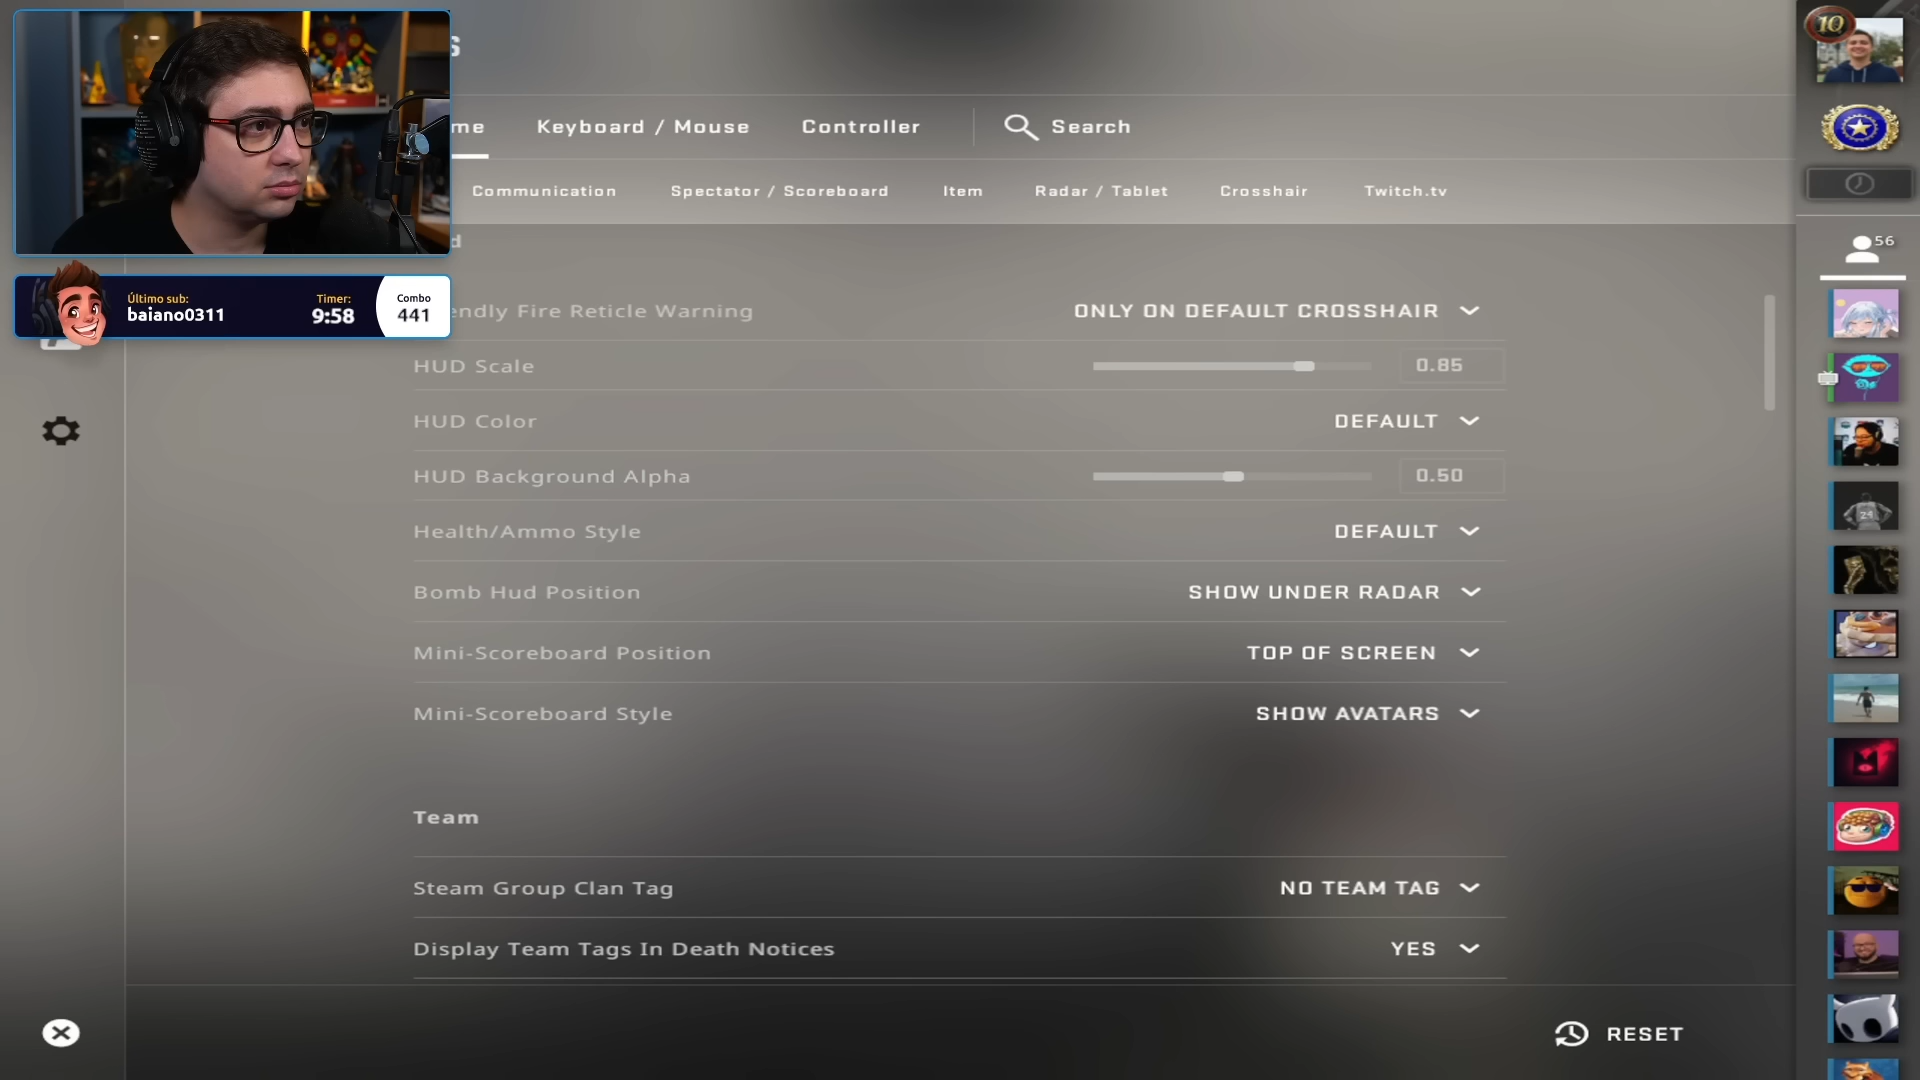 s
me Keyboard / Mouse Controller Search
Communication Spectator / Scoreboard Item Radar / Tablet Crosshair Twitch.tv
d
Último sub:
baiano0311
Timer:
9:58
Combo
441
endly Fire Reticle Warning ONLY ON DEFAULT CROSSHAIR
HUD Scale 0.85
HUD Color DEFAULT
HUD Background Alpha 0.50
Health/Ammo Style DEFAULT
Bomb Hud Position SHOW UNDER RADAR
Mini-Scoreboard Position TOP OF SCREEN
Mini-Scoreboard Style SHOW AVATARS
Team
Steam Group Clan Tag NO TEAM TAG
Display Team Tags In Death Notices YES
RESET
10
56
24